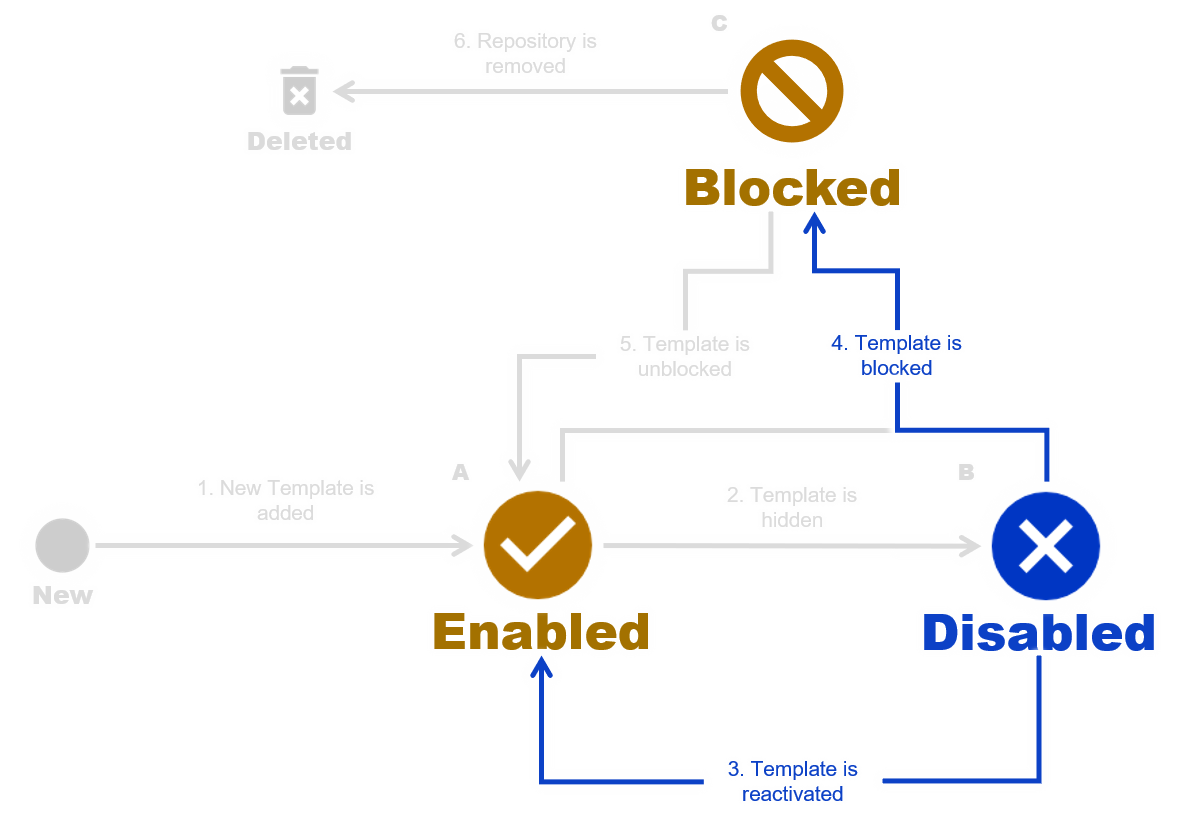 C
6. Repository is
removed
Deleted
Blocked
5. Template is
unblocked
4. Template is
blocked
A
B
1. New Template is
added
2. Template is
hidden
New
Enabled
Disabled
3. Template is
reactivated